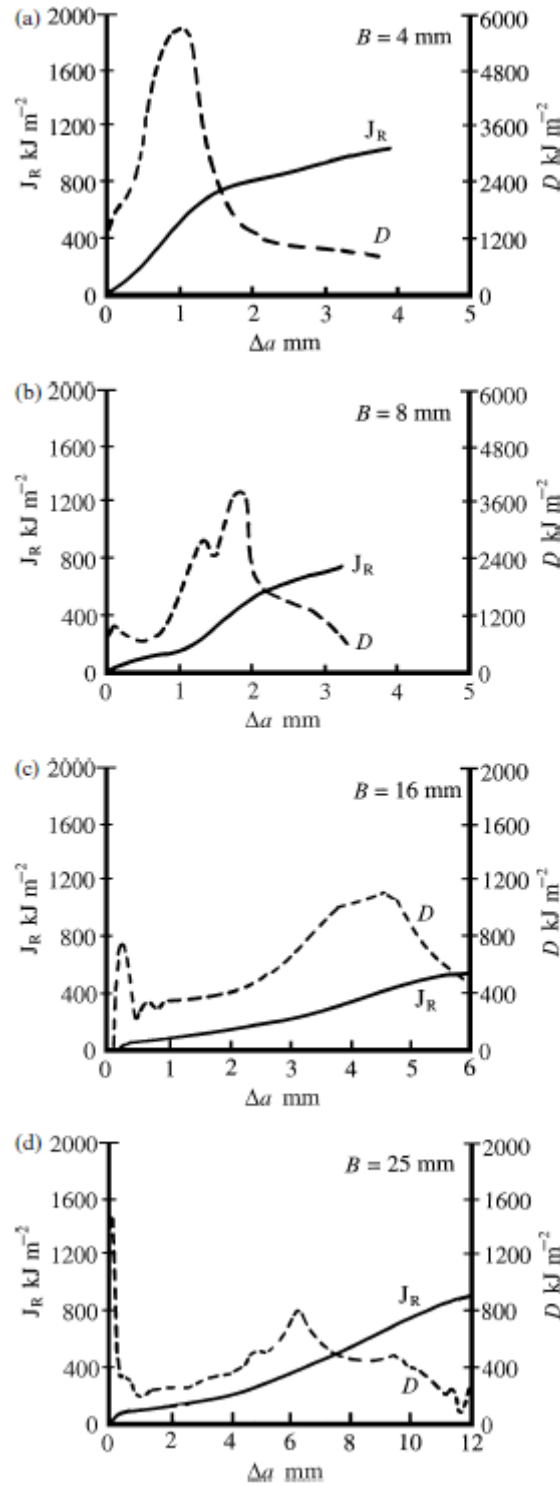 (a)
B = 4 mm
J_R kJ m⁻²
2000
1600
1200
800
400
0
J_R
D
D kJ m⁻²
6000
4800
3600
2400
1200
0
0 1 2 3 4 5
Δa mm
(b)
B = 8 mm
J_R kJ m⁻²
2000
1600
1200
800
400
0
J_R
D
D kJ m⁻²
6000
4800
3600
2400
1200
0
0 1 2 3 4 5
Δa mm
(c)
B = 16 mm
J_R kJ m⁻²
2000
1600
1200
800
400
0
D
J_R
D kJ m⁻²
2000
1600
1200
800
400
0
0 1 2 3 4 5 6
Δa mm
(d)
B = 25 mm
J_R kJ m⁻²
2000
1600
1200
800
400
0
J_R
D
D kJ m⁻²
2000
1600
1200
800
400
0
0 2 4 6 8 10 12
Δa mm